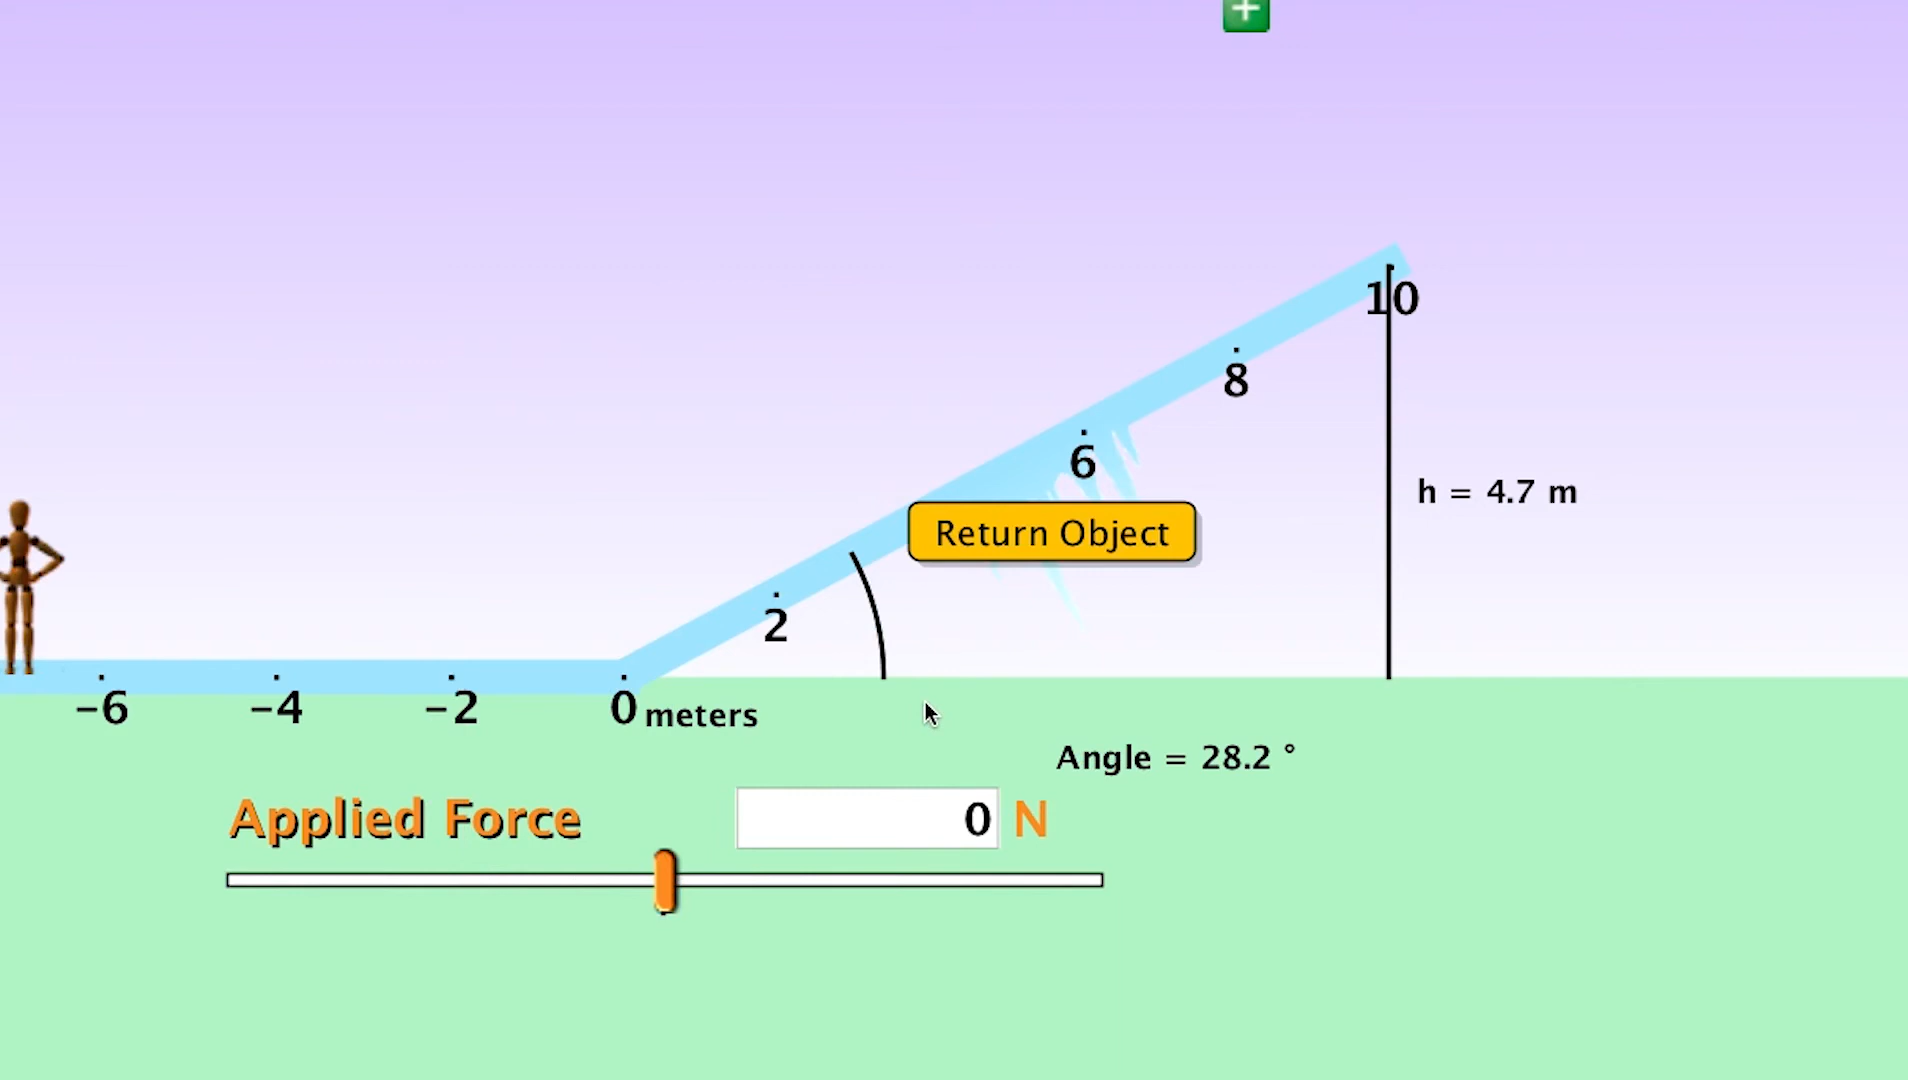 +
10
8
6
h = 4.7 m
Return Object
2
-6 -4 -2 0 meters
Angle = 28.2 °
Applied Force 0 N